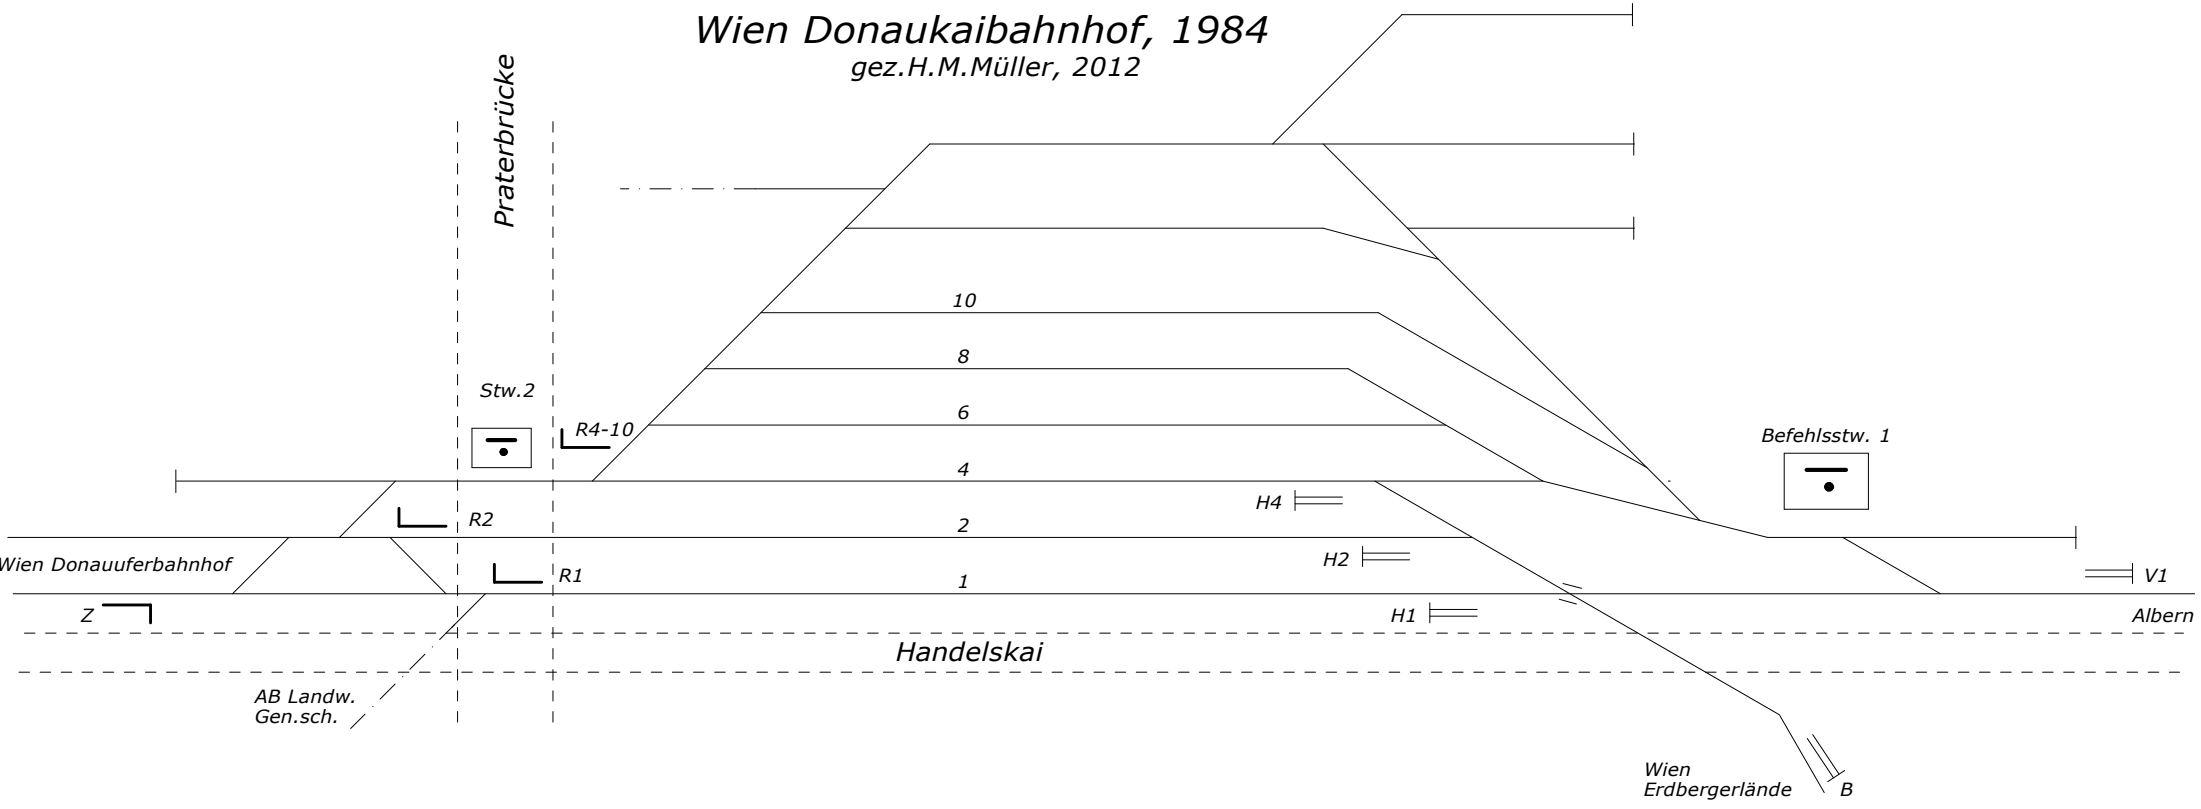 Wien Donaukaibahnhof, 1984
gez.H.M.Müller, 2012
Praterbrücke
10
8
Stw.2
6
R4-10
Befehlsstw. 1
4
H4
R2
2
Wien Donauuferbahnhof
H2
R1
1
V1
Z
H1
Albern
Handelskai
AB Landw.
Gen.sch.
Wien
Erdbergerlände
B